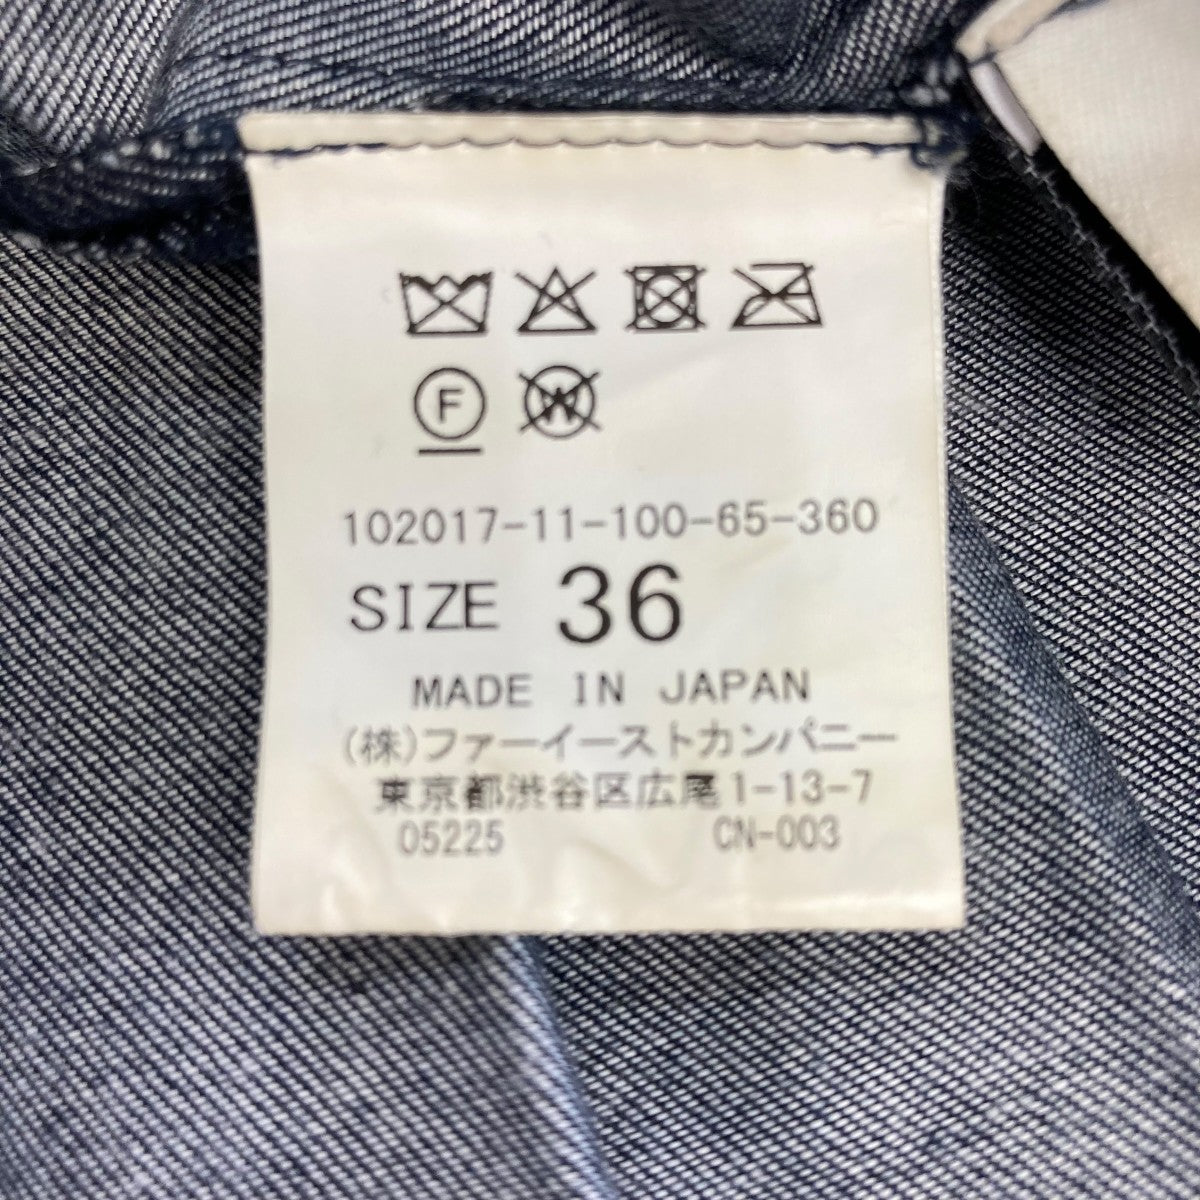 F W
102017-11-100-65-360
SIZE 36
MADE IN JAPAN
(株)ファーイーストカンパニー
東京都渋谷区広尾1-13-7
05225 CN-003